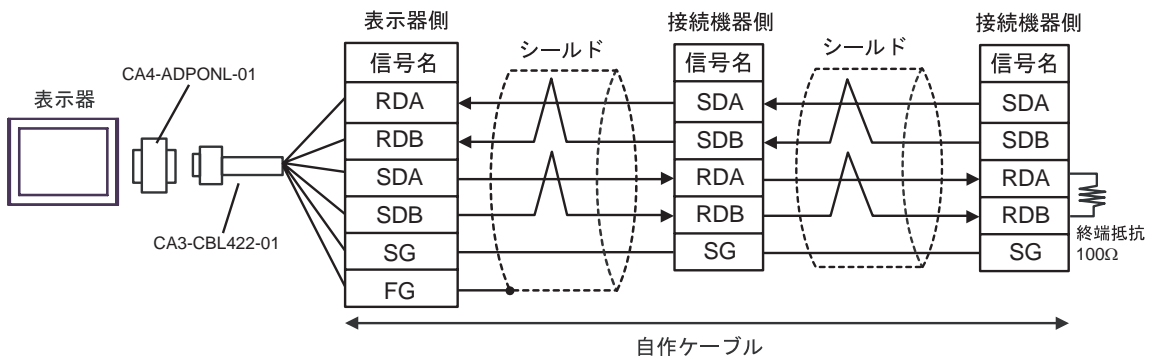 表示器側
接続機器側
接続機器側
シールド
シールド
CA4-ADPONL-01
表示器
CA3-CBL422-01
信号名
RDA
RDB
SDA
SDB
SG
FG
信号名
SDA
SDB
RDA
RDB
SG
信号名
SDA
SDB
RDA
RDB
SG
終端抵抗
100Ω
自作ケーブル